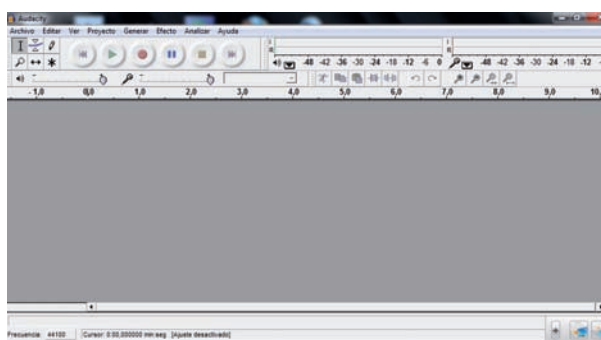 Audacity
Archivo Editar Ver Proyecto Generar Efecto Analizar Ayuda
-48 -42 -36 -30 -24 -18 -12 -6 0 -48 -42 -36 -30 -24 -18 -12
- 1,0 0,0 1,0 2,0 3,0 4,0 5,0 6,0 7,0 8,0 9,0 10,
Frecuencia: 44100 Cursor: 0:00,000000 min:seg [Ajuste desactivado]